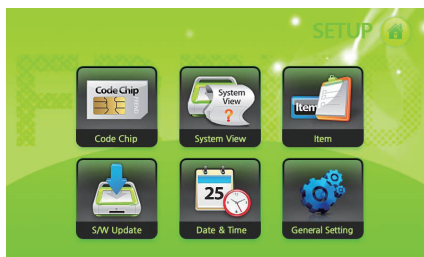 SETUP
Code Chip
System
View
?
Item
Code Chip
System View
Item
25
S/W Update
Date & Time
General Setting